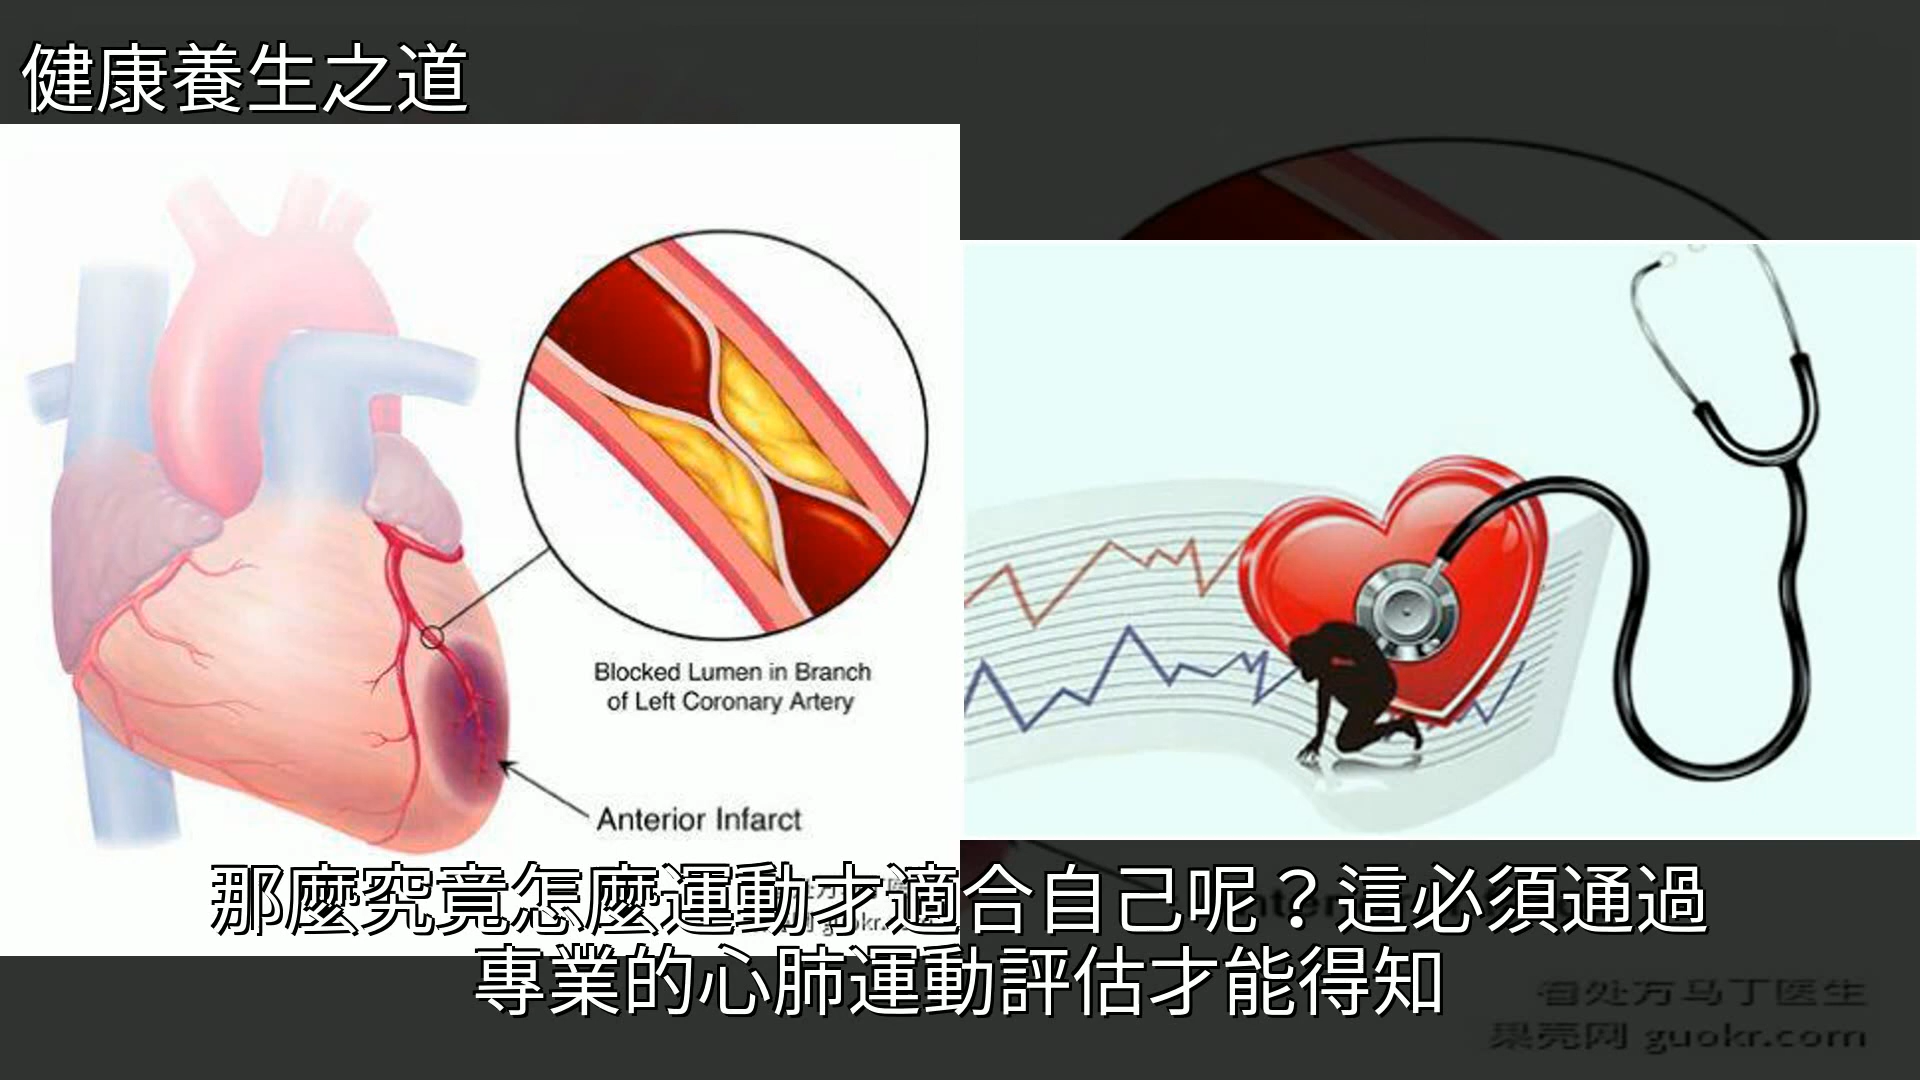 健康養生之道
Blocked Lumen in Branch
of Left Coronary Artery
Anterior Infarct
那麼究竟怎麼運動才適合自己呢？這必須通過
專業的心肺運動評估才能得知
者处方马丁医生
果壳网 guokr.com